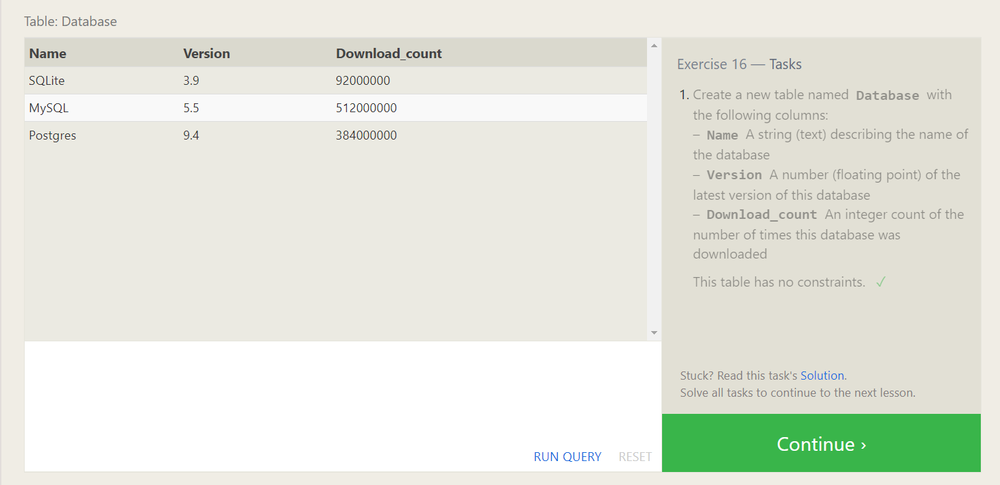 Table: Database
Name Version Download_count
SQLite 3.9 92000000
MySQL 5.5 512000000
Postgres 9.4 384000000
RUN QUERY RESET
Exercise 16 — Tasks
1. Create a new table named Database with
the following columns:
– Name A string (text) describing the name of
the database
– Version A number (floating point) of the
latest version of this database
– Download_count An integer count of the
number of times this database was
downloaded
This table has no constraints. ✓
Stuck? Read this task's Solution.
Solve all tasks to continue to the next lesson.
Continue ›